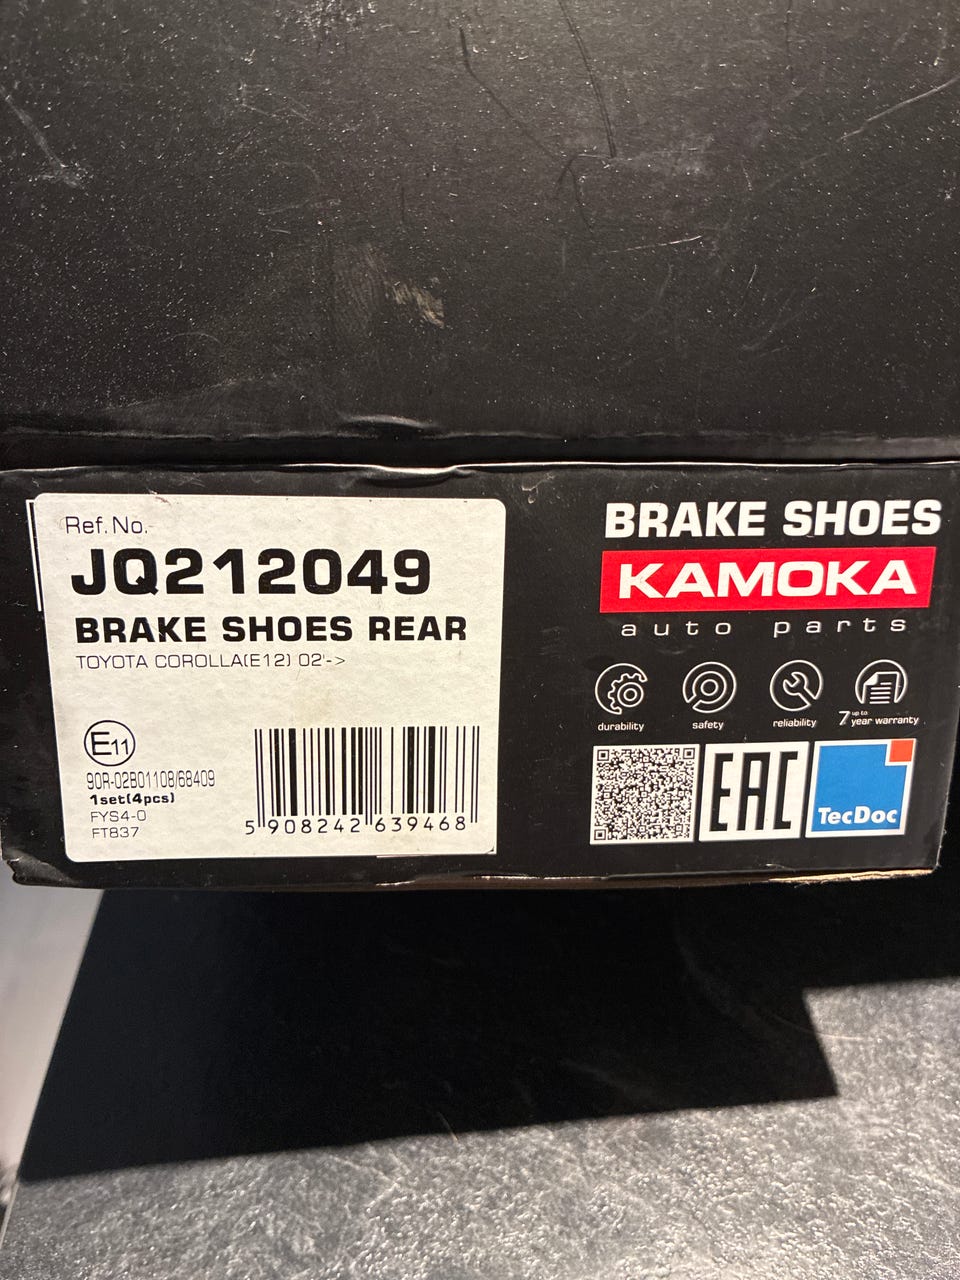 Ref. No.
JQ212049
BRAKE SHOES REAR
TOYOTA COROLLA(E12) 02'->
E11
90R-02B01108/68409
1set(4pcs)
FYS4-0
FT837
5 908242 639468
BRAKE SHOES
KAMOKA
auto parts
durability
safety
reliability
7 up to year warranty
EAC
TecDoc